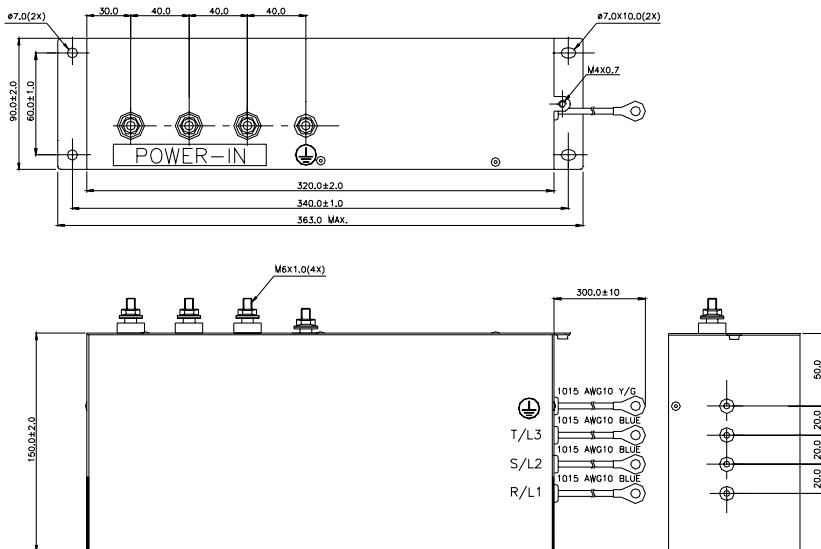 ø7.0(2X)
30.0
40.0
40.0
40.0
ø7.0X10.0(2X)
M4X0.7
90.0±2.0
60.0±1.0
POWER-IN
320.0±2.0
340.0±1.0
363.0 MAX.
M6X1.0(4X)
300.0±10
150.0±2.0
1015 AWG10 Y/G
T/L3
1015 AWG10 BLUE
S/L2
1015 AWG10 BLUE
R/L1
1015 AWG10 BLUE
50.0
20.0
20.0
20.0